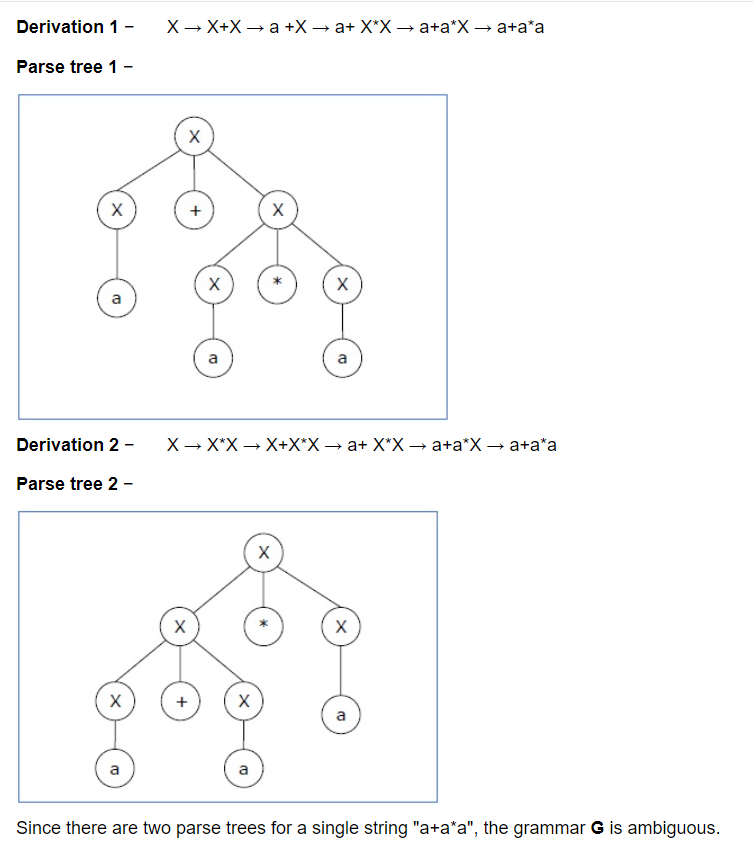 Derivation 1 − X → X+X → a +X → a+ X*X → a+a*X → a+a*a
Parse tree 1 −
X
X + X
X * X
a
a a
Derivation 2 − X → X*X → X+X*X → a+ X*X → a+a*X → a+a*a
Parse tree 2 −
X
X * X
X + X
a
a a
Since there are two parse trees for a single string "a+a*a", the grammar G is ambiguous.